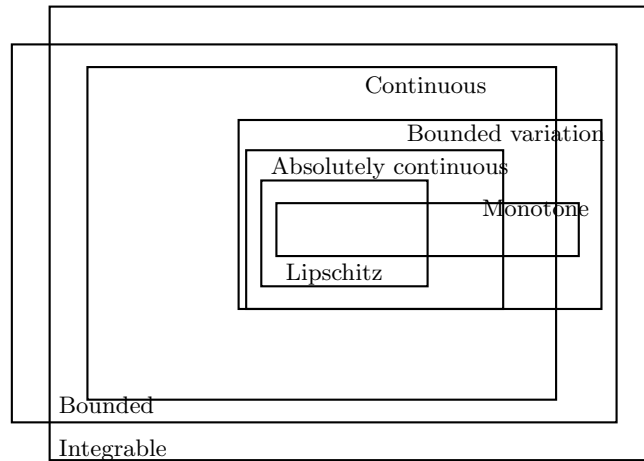 Continuous
Bounded variation
Absolutely continuous
Monotone
Lipschitz
Bounded
Integrable